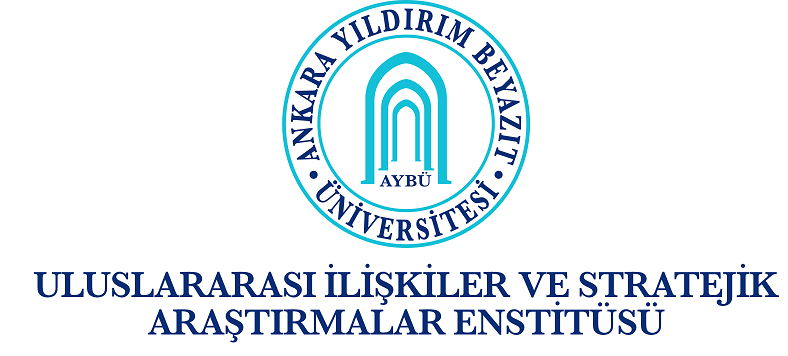 ANKARA YILDIRIM BEYAZIT
ÜNİVERSİTESİ
AYBÜ
ULUSLARARASI İLİŞKİLER VE STRATEJİK
ARAŞTIRMALAR ENSTİTÜSÜ